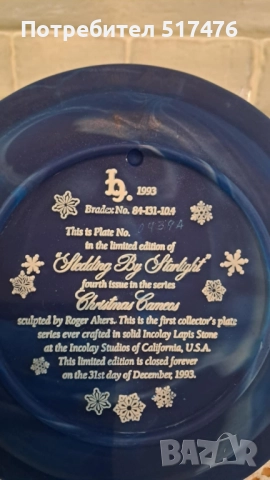 Потребител 517476
1993
Bradex No. 84-131-10.4
This is Plate No. 0939A
in the limited edition of
"Sledding By Starlight"
fourth issue in the series
Christmas Cameos
sculpted by Roger Akers. This is the first collector's plate
series ever crafted in solid Incolay Lapis Stone
at the Incolay Studios of California, U.S.A.
This limited edition is closed forever
on the 31st day of December, 1993.
BAZAR